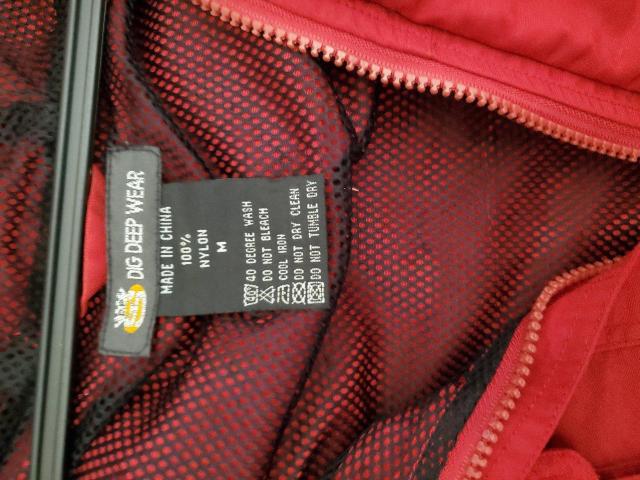 DIG DEEP WEAR
MADE IN CHINA
100%
NYLON
M
40 DEGREE WASH
DO NOT BLEACH
COOL IRON
DO NOT DRY CLEAN
DO NOT TUMBLE DRY